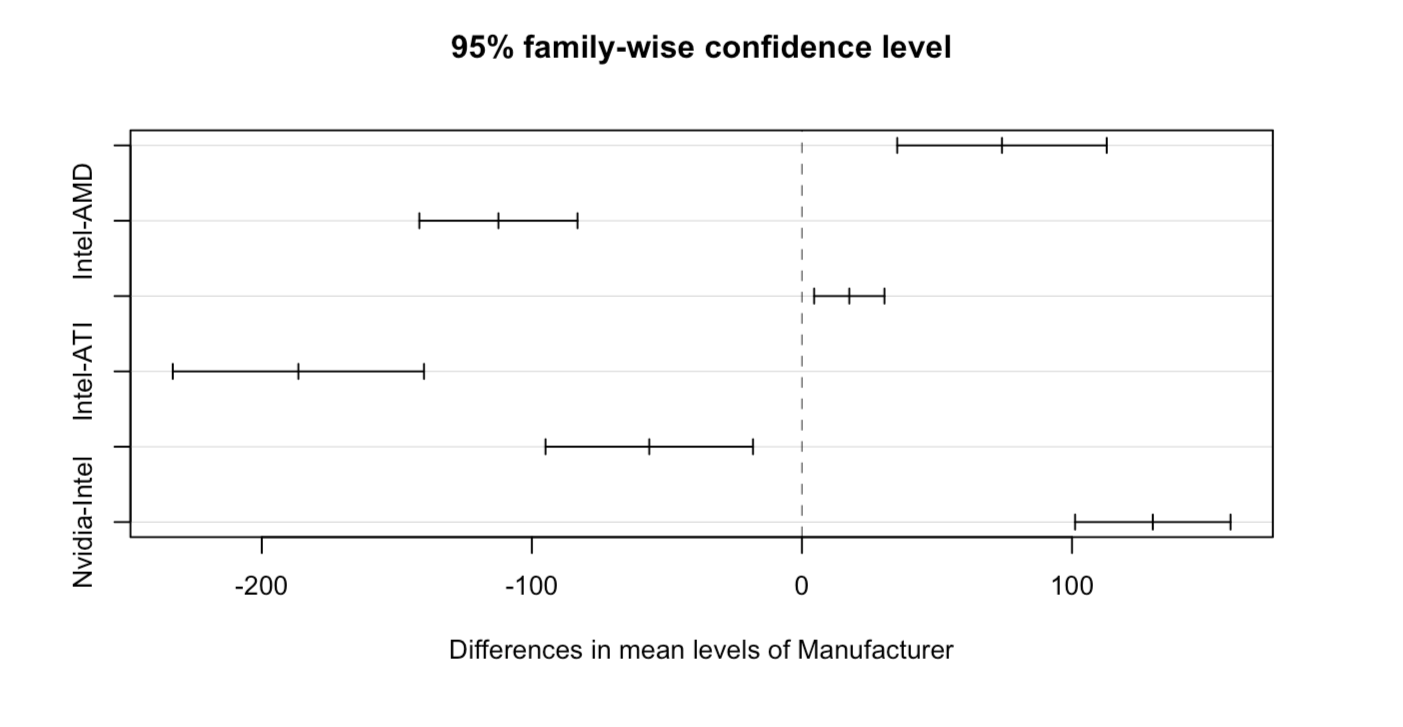 95% family-wise confidence level
Intel-AMD
Intel-ATI
Nvidia-Intel
-200 -100 0 100
Differences in mean levels of Manufacturer